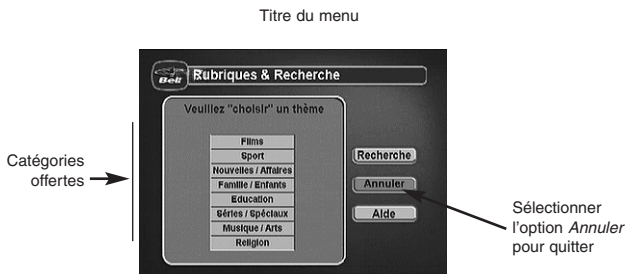 Titre du menu
Bell
Rubriques & Recherche
Veuillez "choisir" un thème
Films
Sport
Nouvelles / Affaires
Famille / Enfants
Education
Séries / Spéciaux
Musique / Arts
Religion
Recherche
Annuler
Aide
Catégories
offertes
Sélectionner
l'option Annuler
pour quitter